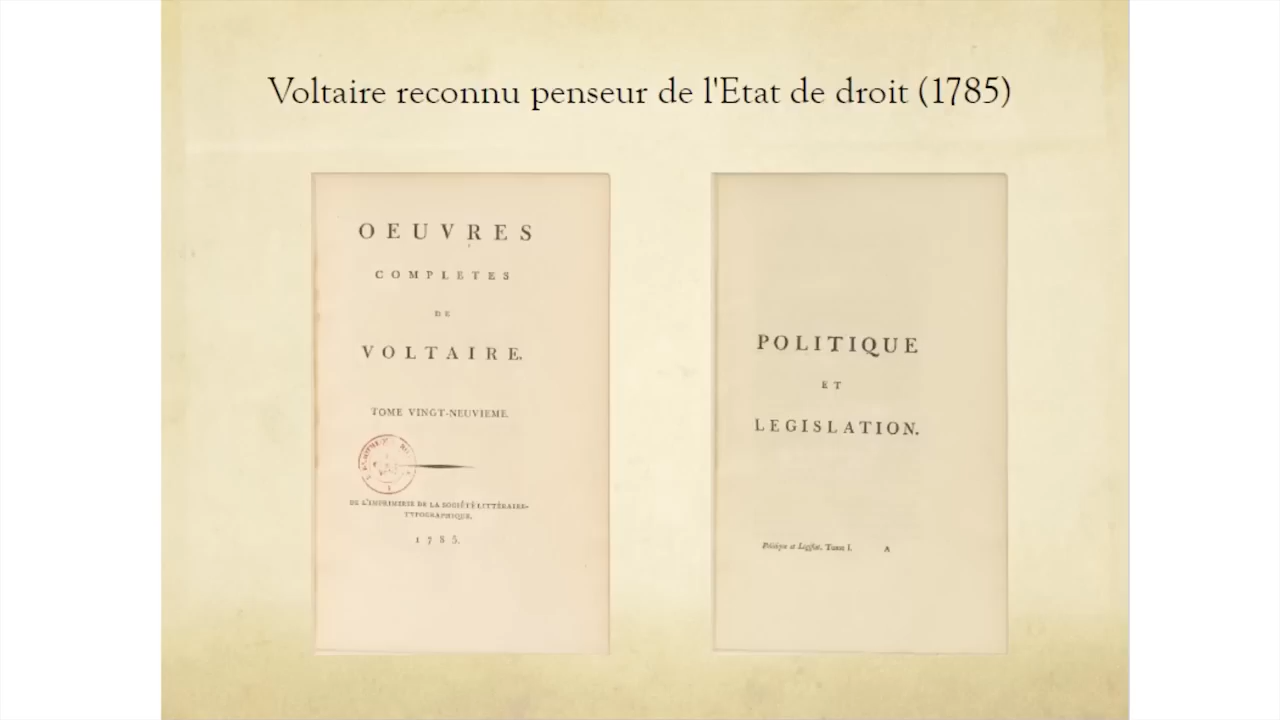 Voltaire reconnu penseur de l'Etat de droit (1785)
OEUVRES
COMPLETES
DE
VOLTAIRE.
TOME VINGT-NEUVIEME.
DE L'IMPRIMERIE DE LA SOCIÉTÉ LITTÉRAIRE-
TYPOGRAPHIQUE.
1785.
POLITIQUE
ET
LEGISLATION.
Politique et Législat. Tome I. A